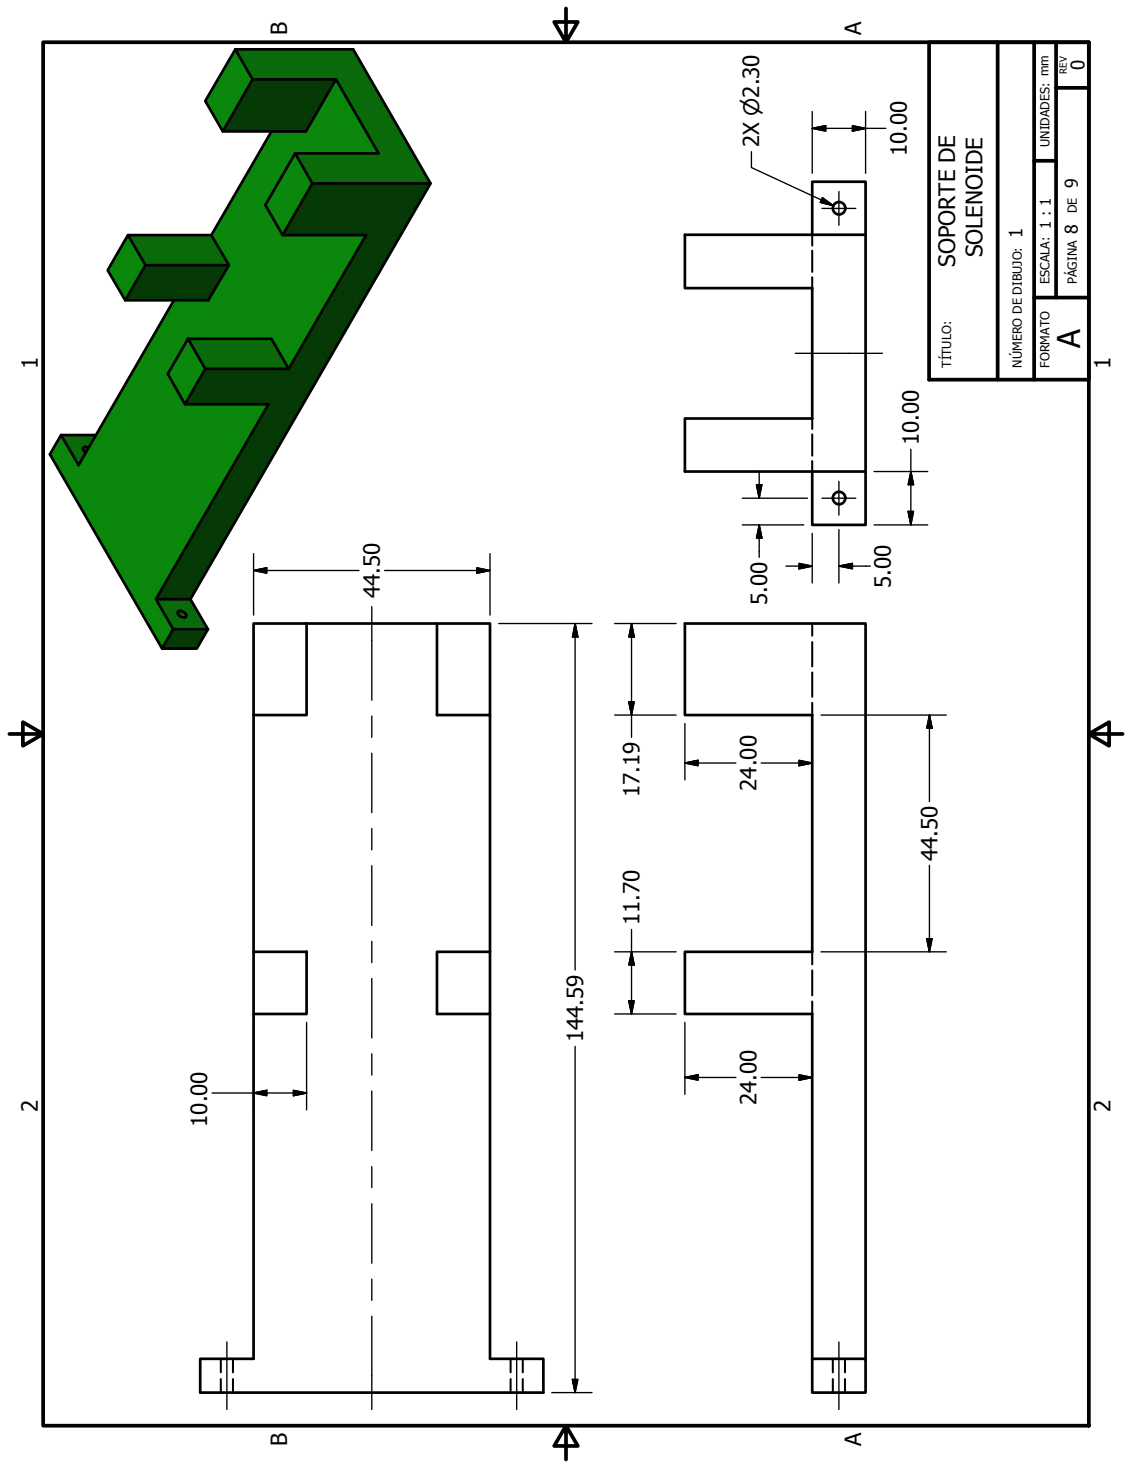 B
A
1
2X Ø2.30
10.00
TÍTULO:
SOPORTE DE
SOLENOIDE
NÚMERO DE DIBUJO: 1
FORMATO
A
ESCALA: 1 : 1
UNIDADES: mm
PÁGINA 8 DE 9
REV
0
1
10.00
5.00
5.00
44.50
17.19
24.00
44.50
11.70
144.59
24.00
10.00
2
2
B
A